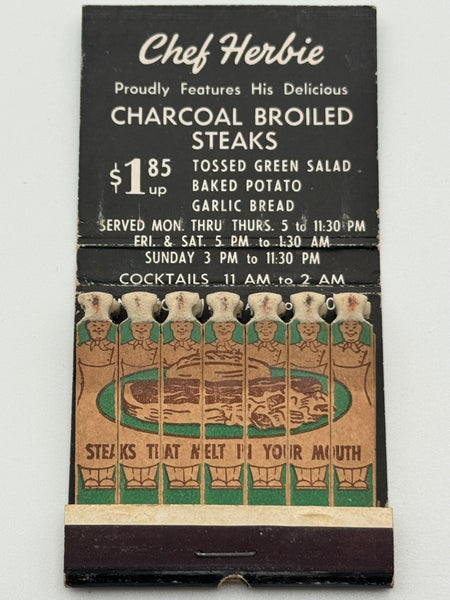 Chef Herbie
Proudly Features His Delicious
CHARCOAL BROILED
STEAKS
$1.85 up
TOSSED GREEN SALAD
BAKED POTATO
GARLIC BREAD
SERVED MON. THRU THURS. 5 to 11:30 PM
FRI. & SAT. 5 PM to 1:30 AM
SUNDAY 3 PM to 11:30 PM
COCKTAILS 11 AM to 2 AM
STEAKS THAT MELT IN YOUR MOUTH